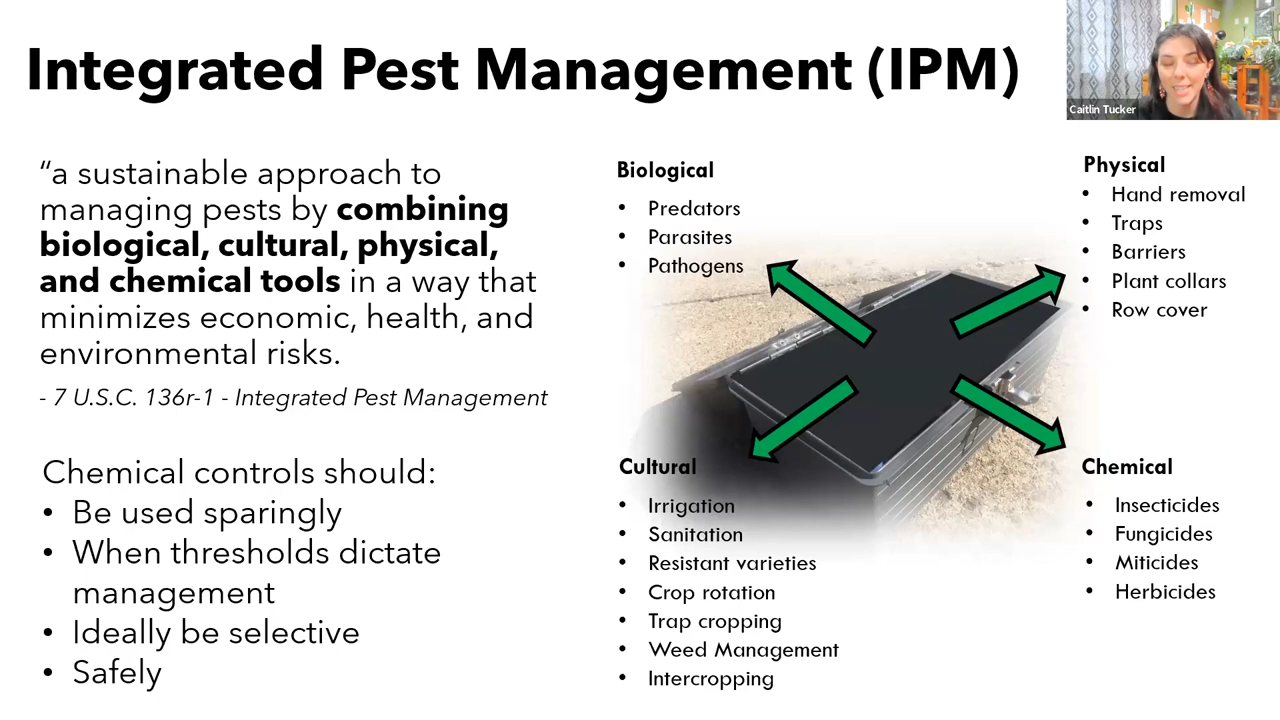 Integrated Pest Management (IPM)
Caitlin Tucker
“a sustainable approach to
managing pests by combining
biological, cultural, physical,
and chemical tools in a way that
minimizes economic, health, and
environmental risks.
- 7 U.S.C. 136r-1 - Integrated Pest Management
Chemical controls should:
• Be used sparingly
• When thresholds dictate
management
• Ideally be selective
• Safely
Biological
• Predators
• Parasites
• Pathogens
Physical
• Hand removal
• Traps
• Barriers
• Plant collars
• Row cover
Cultural
• Irrigation
• Sanitation
• Resistant varieties
• Crop rotation
• Trap cropping
• Weed Management
• Intercropping
Chemical
• Insecticides
• Fungicides
• Miticides
• Herbicides